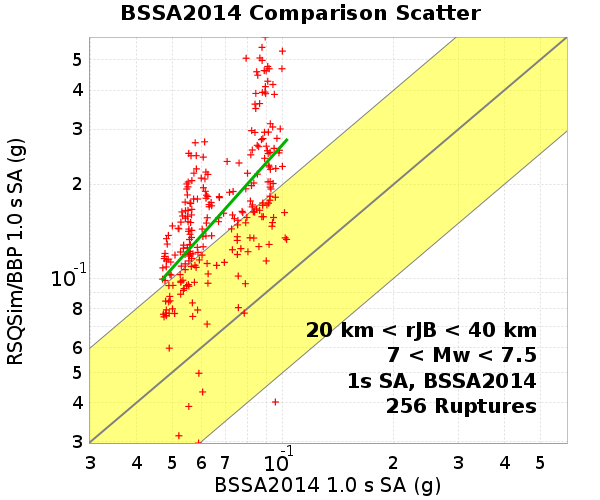 BSSA2014 Comparison Scatter
RSQSim/BBP 1.0 s SA (g)
5
4
3
2
10-1
8
6
5
4
3
20 km < rJB < 40 km
7 < Mw < 7.5
1s SA, BSSA2014
256 Ruptures
3 4 5 6 7 10-1 2 3 4 5
BSSA2014 1.0 s SA (g)